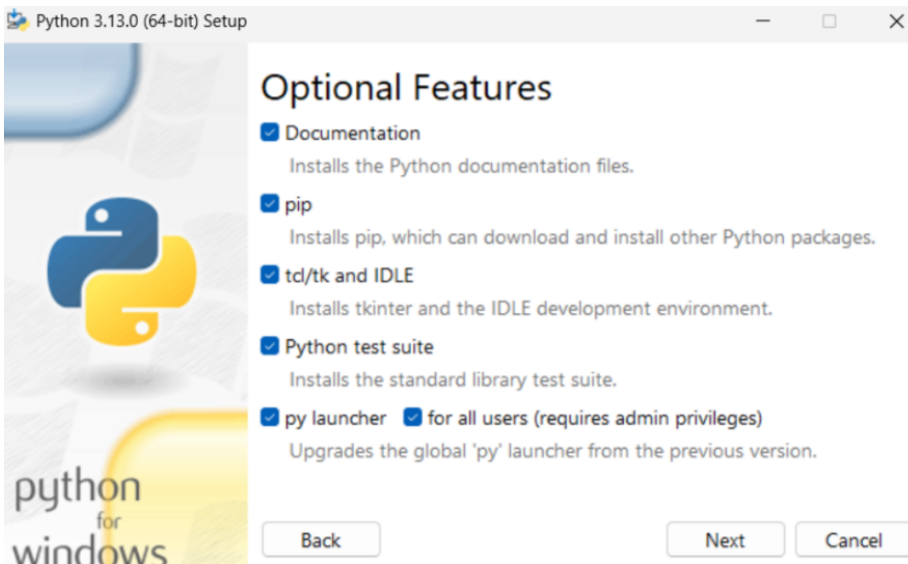 Python 3.13.0 (64-bit) Setup
Optional Features
Documentation
Installs the Python documentation files.
pip
Installs pip, which can download and install other Python packages.
tcl/tk and IDLE
Installs tkinter and the IDLE development environment.
Python test suite
Installs the standard library test suite.
py launcher for all users (requires admin privileges)
Upgrades the global 'py' launcher from the previous version.
python
for
windows
Back Next Cancel